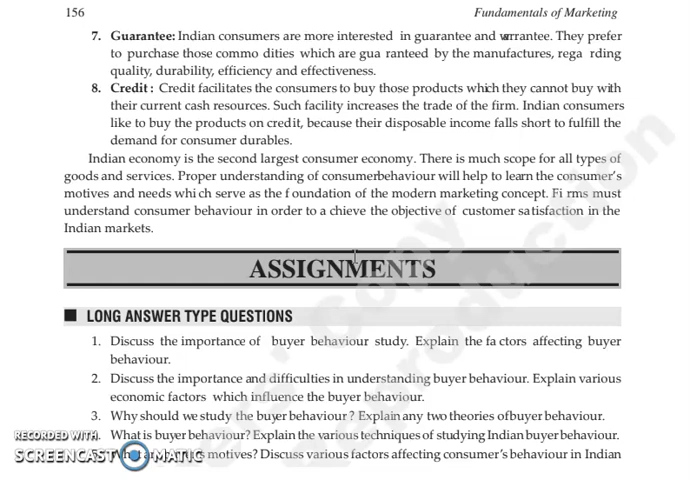 156
Fundamentals of Marketing
7. Guarantee: Indian consumers are more interested in guarantee and warrantee. They prefer
to purchase those commo dities which are gua ranteed by the manufactures, rega rding
quality, durability, efficiency and effectiveness.
8. Credit : Credit facilitates the consumers to buy those products which they cannot buy with
their current cash resources. Such facility increases the trade of the firm. Indian consumers
like to buy the products on credit, because their disposable income falls short to fulfill the
demand for consumer durables.
Indian economy is the second largest consumer economy. There is much scope for all types of
goods and services. Proper understanding of consumer behaviour will help to learn the consumer's
motives and needs whi ch serve as the f oundation of the modern marketing concept. Fi rms must
understand consumer behaviour in order to a chieve the objective of customer sa tisfaction in the
Indian markets.
ASSIGNMENTS
LONG ANSWER TYPE QUESTIONS
1. Discuss the importance of buyer behaviour study. Explain the fa ctors affecting buyer
behaviour.
2. Discuss the importance and difficulties in understanding buyer behaviour. Explain various
economic factors which influence the buyer behaviour.
3. Why should we study the buyer behaviour ? Explain any two theories of buyer behaviour.
What is buyer behaviour? Explain the various techniques of studying Indian buyer behaviour.
motives? Discuss various factors affecting consumer's behaviour in Indian
RECORDED WITH
SCREENCAST MATIC